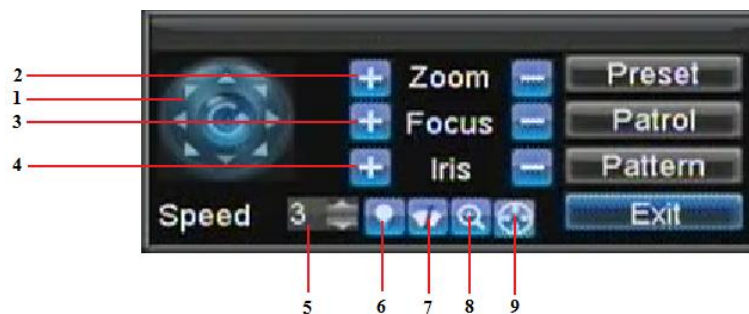 2
1
3
4
Zoom
Focus
Iris
Preset
Patrol
Pattern
Exit
Speed 3
5 6 7 8 9